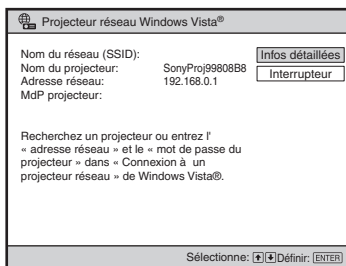 Projecteur réseau Windows Vista®
Nom du réseau (SSID):
Infos détaillées
Nom du projecteur: SonyProj99808B8
Interrupteur
Adresse réseau: 192.168.0.1
MdP projecteur:
Recherchez un projecteur ou entrez l'
« adresse réseau » et le « mot de passe du
projecteur » dans « Connexion à un
projecteur réseau » de Windows Vista®.
Sélectionne: Définir: ENTER